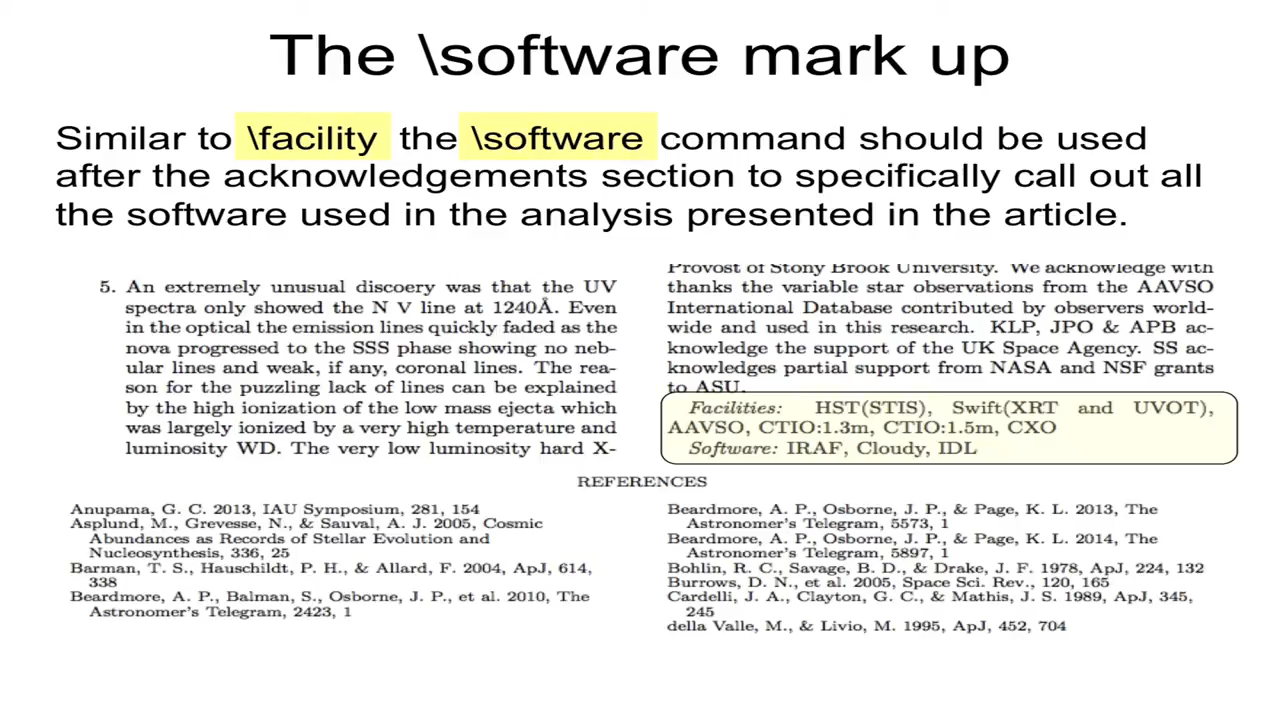 The \software mark up
Similar to \facility the \software command should be used
after the acknowledgements section to specifically call out all
the software used in the analysis presented in the article.
5. An extremely unusual discoery was that the UV
spectra only showed the N V line at 1240Å. Even
in the optical the emission lines quickly faded as the
nova progressed to the SSS phase showing no neb-
ular lines and weak, if any, coronal lines. The rea-
son for the puzzling lack of lines can be explained
by the high ionization of the low mass ejecta which
was largely ionized by a very high temperature and
luminosity WD. The very low luminosity hard X-
Provost of Stony Brook University. We acknowledge with
thanks the variable star observations from the AAVSO
International Database contributed by observers world-
wide and used in this research. KLP, JPO & APB ac-
knowledge the support of the UK Space Agency. SS ac-
knowledges partial support from NASA and NSF grants
to ASU.
Facilities: HST(STIS), Swift(XRT and UVOT),
AAVSO, CTIO:1.3m, CTIO:1.5m, CXO
Software: IRAF, Cloudy, IDL
REFERENCES
Anupama, G. C. 2013, IAU Symposium, 281, 154
Asplund, M., Grevesse, N., & Sauval, A. J. 2005, Cosmic
Abundances as Records of Stellar Evolution and
Nucleosynthesis, 336, 25
Barman, T. S., Hauschildt, P. H., & Allard, F. 2004, ApJ, 614,
338
Beardmore, A. P., Balman, S., Osborne, J. P., et al. 2010, The
Astronomer's Telegram, 2423, 1
Beardmore, A. P., Osborne, J. P., & Page, K. L. 2013, The
Astronomer's Telegram, 5573, 1
Beardmore, A. P., Osborne, J. P., & Page, K. L. 2014, The
Astronomer's Telegram, 5897, 1
Bohlin, R. C., Savage, B. D., & Drake, J. F. 1978, ApJ, 224, 132
Burrows, D. N., et al. 2005, Space Sci. Rev., 120, 165
Cardelli, J. A., Clayton, G. C., & Mathis, J. S. 1989, ApJ, 345,
245
della Valle, M., & Livio, M. 1995, ApJ, 452, 704